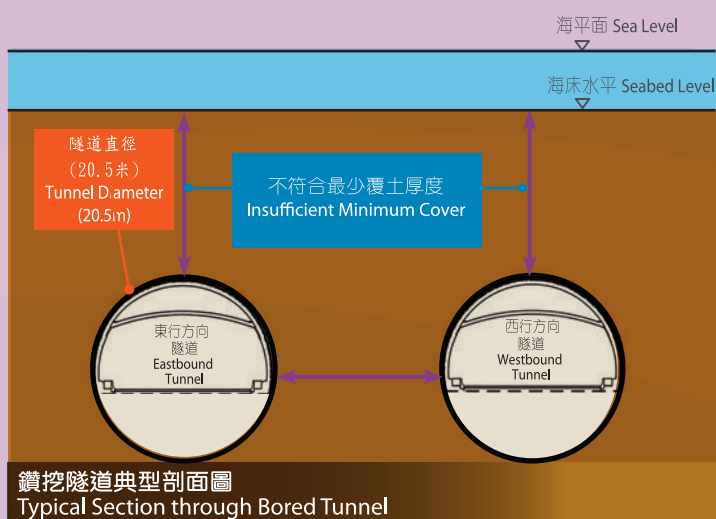 海平面 Sea Level
海床水平 Seabed Level
隧道直徑
（20.5米）
Tunnel Diameter
(20.5m)
不符合最少覆土厚度
Insufficient Minimum Cover
東行方向
隧道
Eastbound
Tunnel
西行方向
隧道
Westbound
Tunnel
鑽挖隧道典型剖面圖
Typical Section through Bored Tunnel